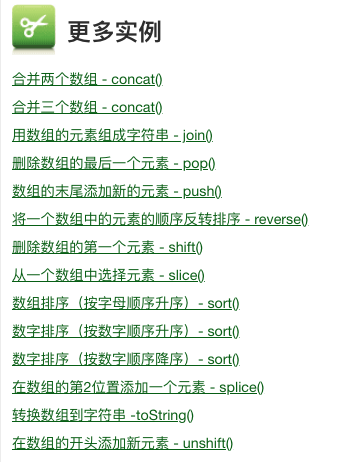 更多实例
合并两个数组 - concat()
合并三个数组 - concat()
用数组的元素组成字符串 - join()
删除数组的最后一个元素 - pop()
数组的末尾添加新的元素 - push()
将一个数组中的元素的顺序反转排序 - reverse()
删除数组的第一个元素 - shift()
从一个数组中选择元素 - slice()
数组排序（按字母顺序升序）- sort()
数字排序（按数字顺序升序）- sort()
数字排序（按数字顺序降序）- sort()
在数组的第2位置添加一个元素 - splice()
转换数组到字符串 -toString()
在数组的开头添加新元素 - unshift()